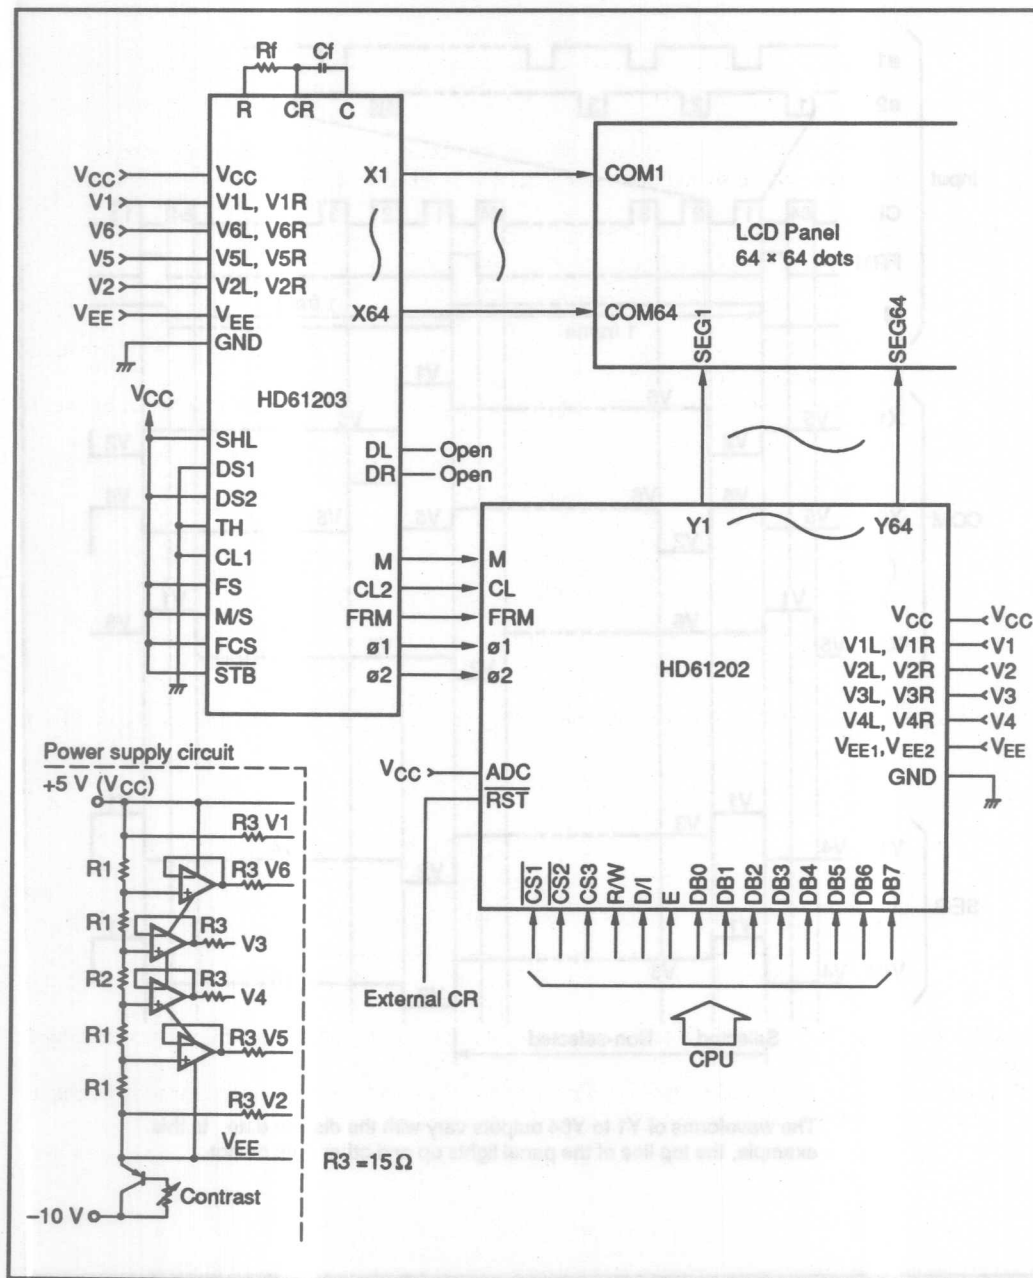 Rf
Cf
R
CR
C
VCC
V1
V6
V5
V2
VEE
VCC
V1L, V1R
V6L, V6R
V5L, V5R
V2L, V2R
VEE
GND
X1
X64
HD61203
COM1
COM64
LCD Panel
64 × 64 dots
SEG1
SEG64
VCC
SHL
DS1
DS2
TH
CL1
FS
M/S
FCS
STB
DL
Open
DR
Open
M
CL2
FRM
ø1
ø2
M
CL
FRM
ø1
ø2
Y1
Y64
HD61202
VCC
V1L, V1R
V2L, V2R
V3L, V3R
V4L, V4R
VEE1, VEE2
GND
VCC
V1
V2
V3
V4
VEE
VCC
ADC
RST
CS1
CS2
CS3
R/W
D/I
E
DB0
DB1
DB2
DB3
DB4
DB5
DB6
DB7
External CR
CPU
Power supply circuit
+5 V (VCC)
R3 V1
R1
R3 V6
R1
R3
V3
R2
R3
V4
R1
R3 V5
R1
R3 V2
VEE
R3 =15 Ω
Contrast
–10 V